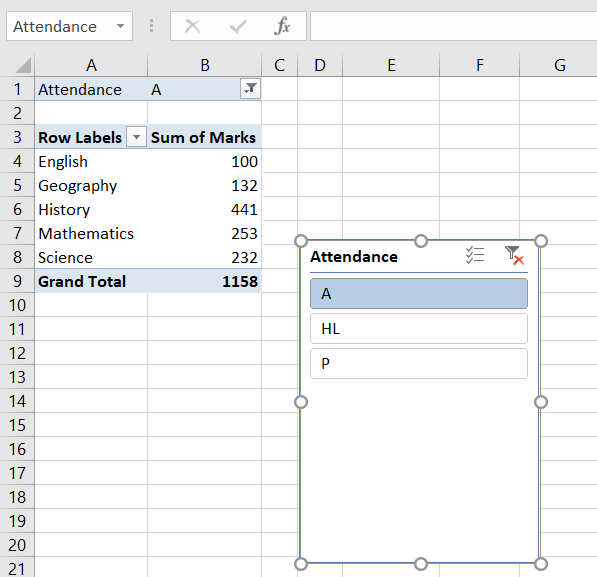 Attendance fx
A B C D E F G
1 Attendance A
2
3 Row Labels Sum of Marks
4 English 100
5 Geography 132
6 History 441
7 Mathematics 253
8 Science 232
9 Grand Total 1158
10
11
12
13
14
15
16
17
18
19
20
21
Attendance
A
HL
P